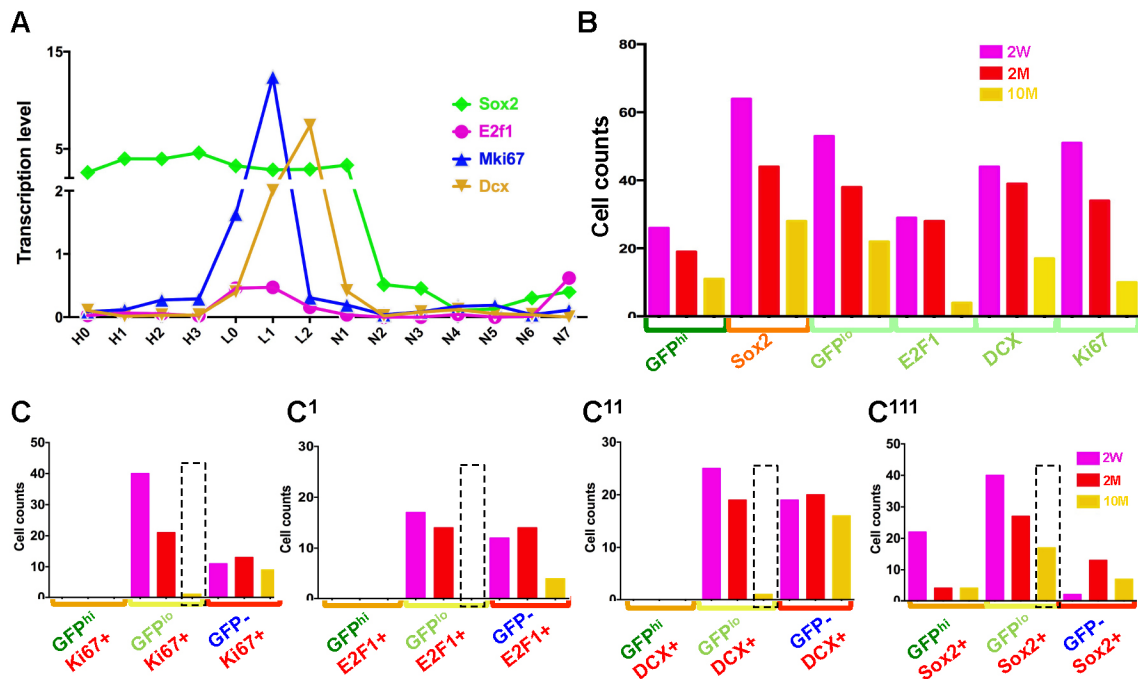 A
15
5
2
1
0
Transcription level
Sox2
E2f1
Mki67
Dcx
H0 H1 H2 H3 L0 L1 L2 N1 N2 N3 N4 N5 N6 N7
B
80
60
40
20
0
Cell counts
2W
2M
10M
GFPhi Sox2 GFPlo E2F1 DCX Ki67
C
50
40
30
20
10
0
Cell counts
GFPhi GFPlo GFP-
Ki67+ Ki67+ Ki67+
C1
30
20
10
0
Cell counts
GFPhi GFPlo GFP-
E2F1+ E2F1+ E2F1+
C11
30
20
10
0
Cell counts
GFPhi GFPlo GFP-
DCX+ DCX+ DCX+
C111
50
40
30
20
10
0
Cell counts
2W
2M
10M
GFPhi GFPlo GFP-
Sox2+ Sox2+ Sox2+